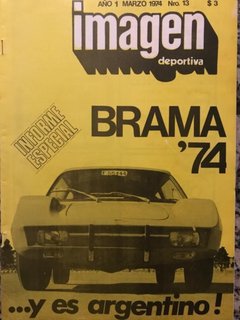 AÑO 1 MARZO 1974 Nro. 13 $ 3
imagen
deportiva
INFORME
ESPECIAL
BRAMA
'74
...y es argentino!